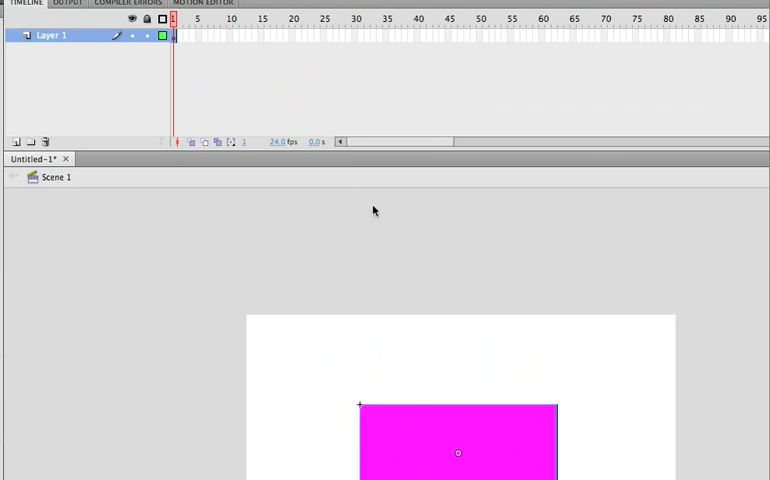 TIMELINE OUTPUT COMPILER ERRORS MOTION EDITOR
1 5 10 15 20 25 30 35 40 45 50 55 60 65 70 75 80 85 90 95
Layer 1
1 24.0 fps 0.0 s
Untitled-1*
Scene 1